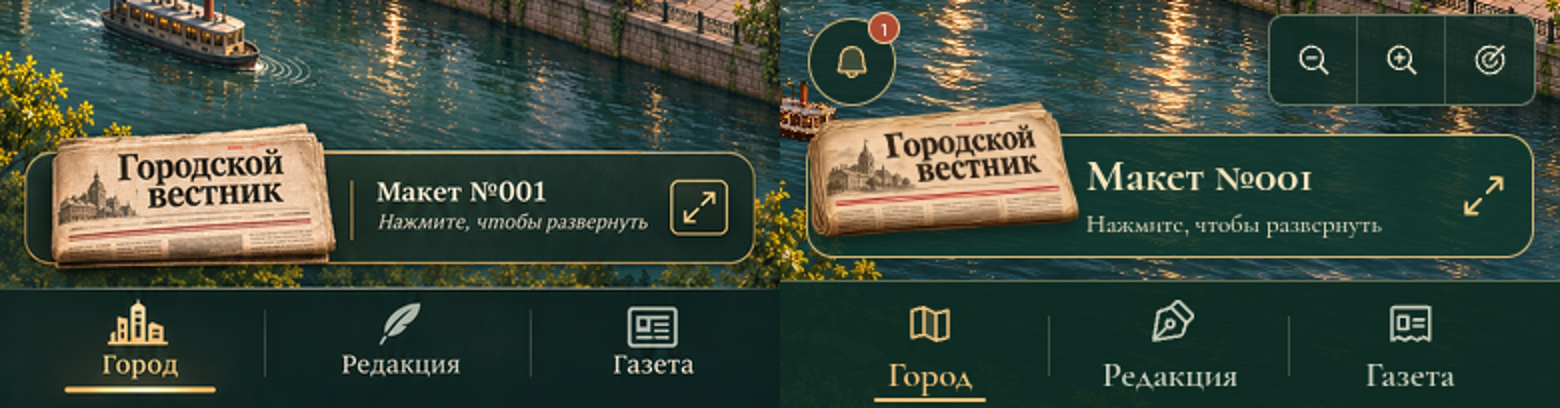 Городской
вестник
Макет №001
Нажмите, чтобы развернуть
Город
Редакция
Газета
1
Городской
вестник
Макет №001
Нажмите, чтобы развернуть
Город
Редакция
Газета